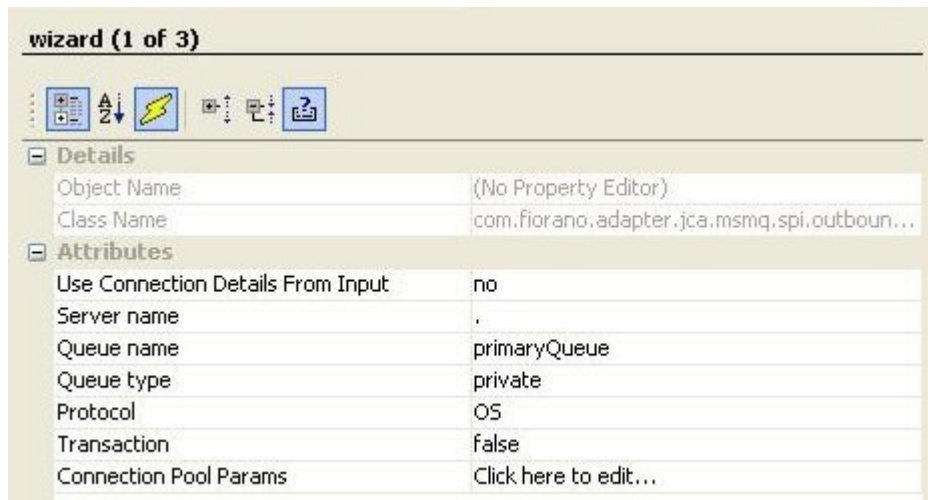 wizard (1 of 3)
Details
Object Name (No Property Editor)
Class Name com.fiorano.adapter.jca.msmq.spi.outboun...
Attributes
Use Connection Details From Input no
Server name .
Queue name primaryQueue
Queue type private
Protocol OS
Transaction false
Connection Pool Params Click here to edit...